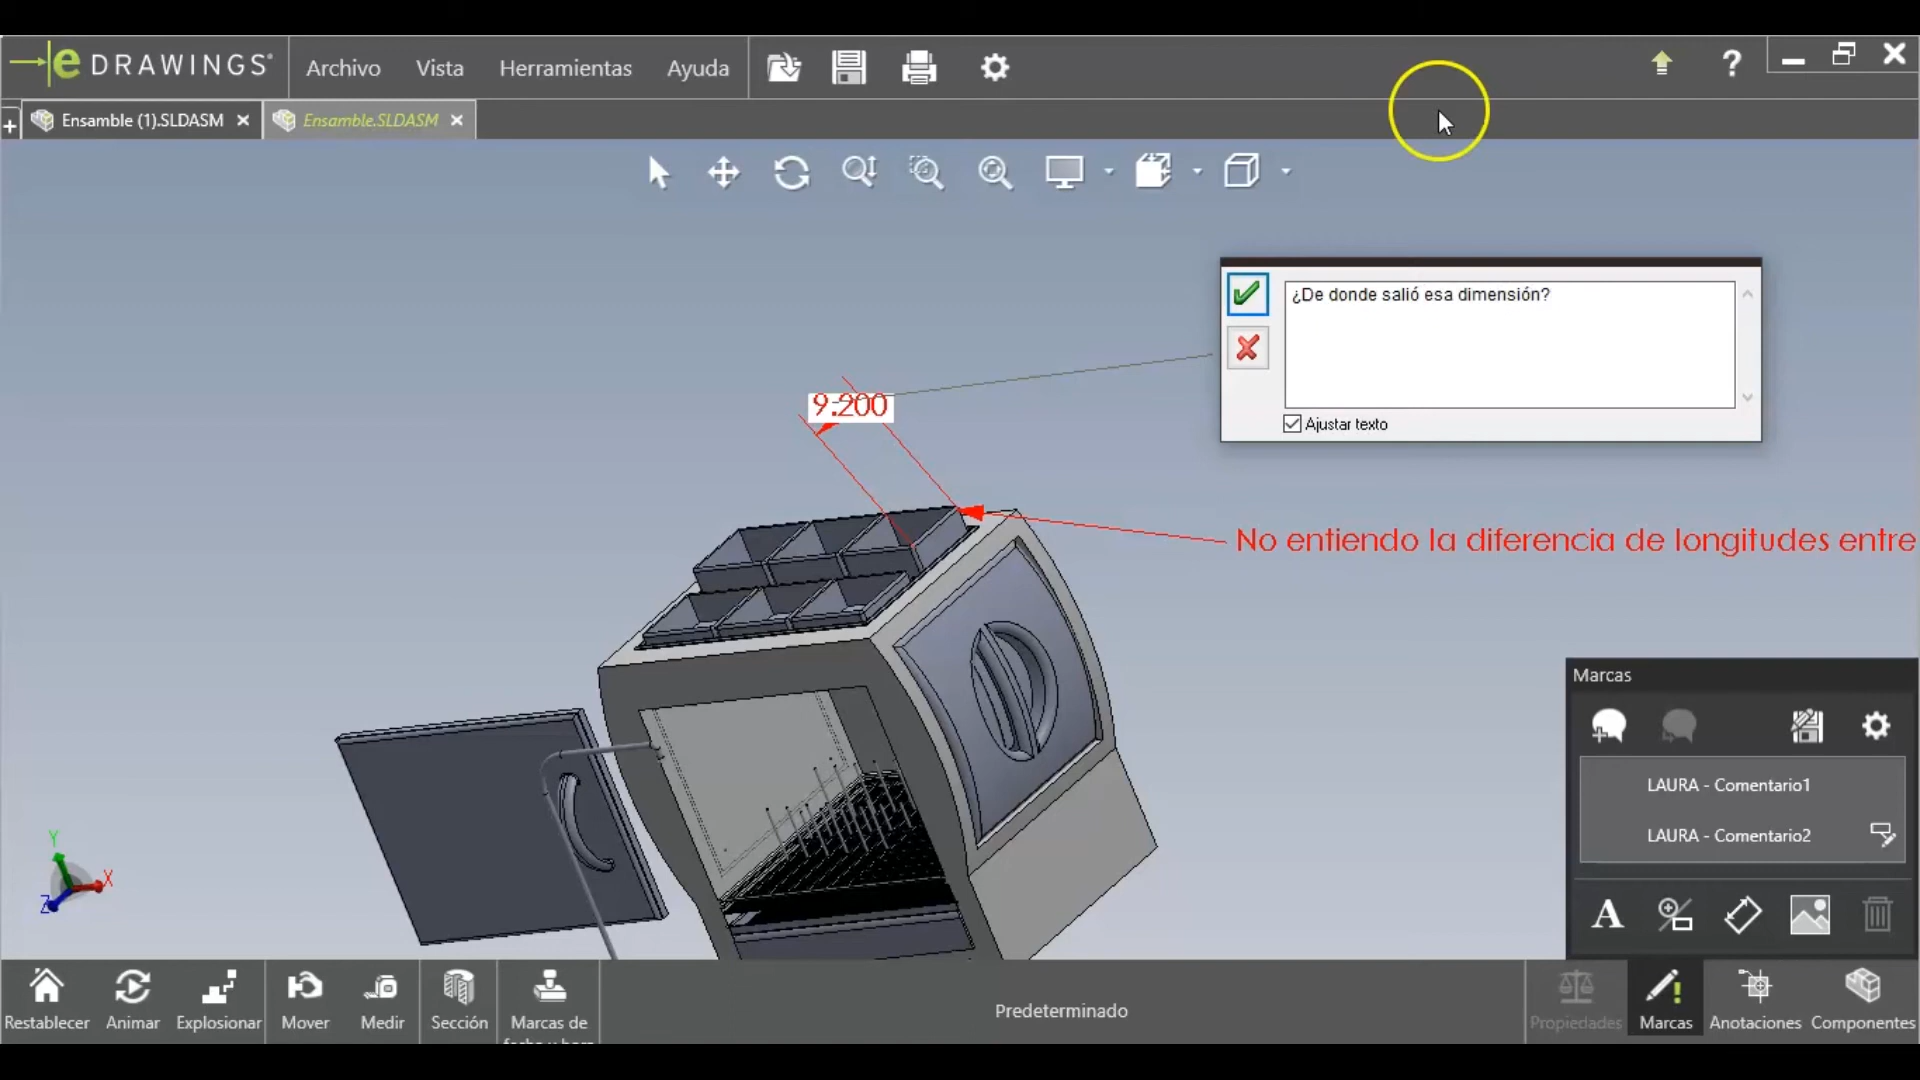 e DRAWINGS
Archivo Vista Herramientas Ayuda
?
Ensamble (1).SLDASM
Ensamble.SLDASM
¿De donde salió esa dimensión?
Ajustar texto
9.200
No entiendo la diferencia de longitudes entre
Marcas
LAURA - Comentario1
LAURA - Comentario2
A
Y
X
Z
Restablecer Animar Explosionar Mover Medir Sección Marcas de
Predeterminado
Propiedades Marcas Anotaciones Componentes